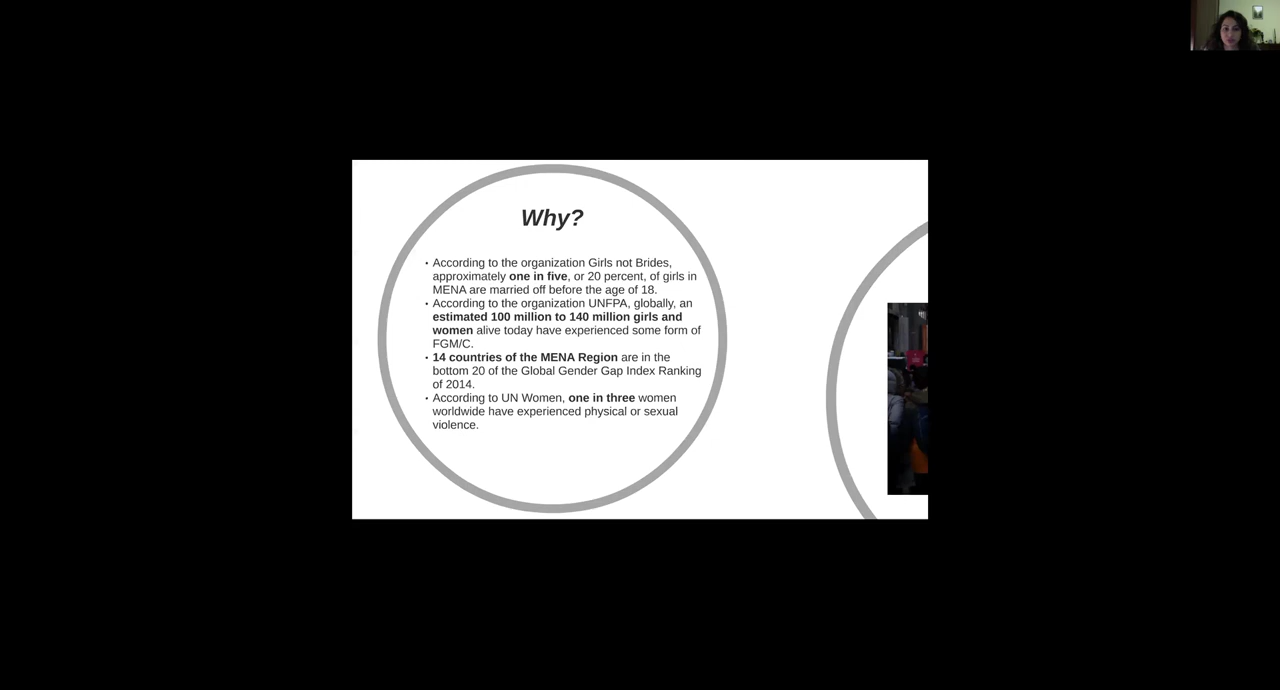 Why?
• According to the organization Girls not Brides,
approximately one in five, or 20 percent, of girls in
MENA are married off before the age of 18.
• According to the organization UNFPA, globally, an
estimated 100 million to 140 million girls and
women alive today have experienced some form of
FGM/C.
• 14 countries of the MENA Region are in the
bottom 20 of the Global Gender Gap Index Ranking
of 2014.
• According to UN Women, one in three women
worldwide have experienced physical or sexual
violence.